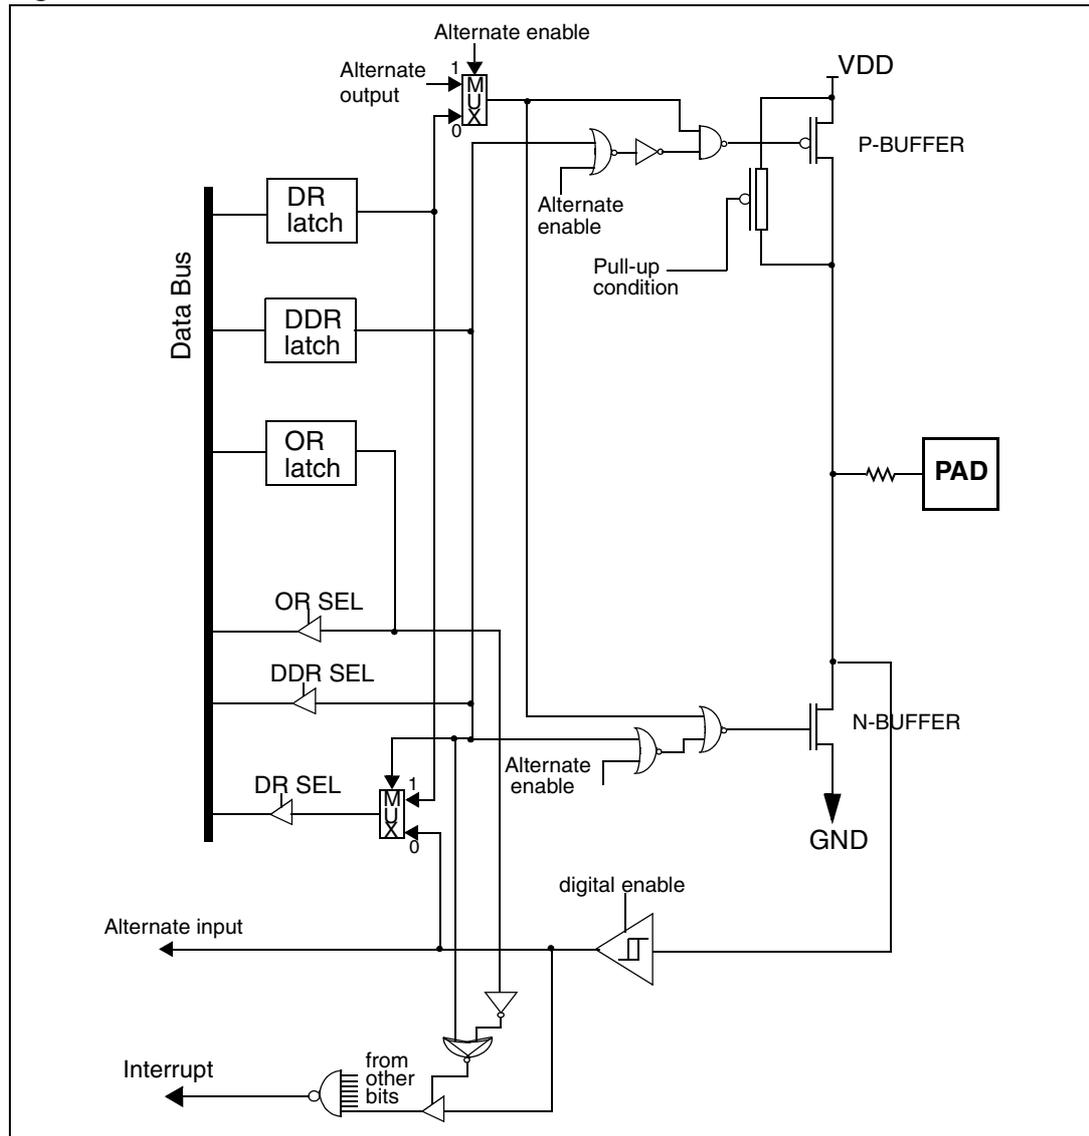 Alternate enable
VDD
Alternate
output
1
MUX
0
P-BUFFER
DR
latch
Alternate
enable
Data Bus
Pull-up
condition
DDR
latch
OR
latch
PAD
OR SEL
DDR SEL
N-BUFFER
Alternate
enable
DR SEL
1
MUX
0
GND
digital enable
Alternate input
Interrupt
from
other
bits